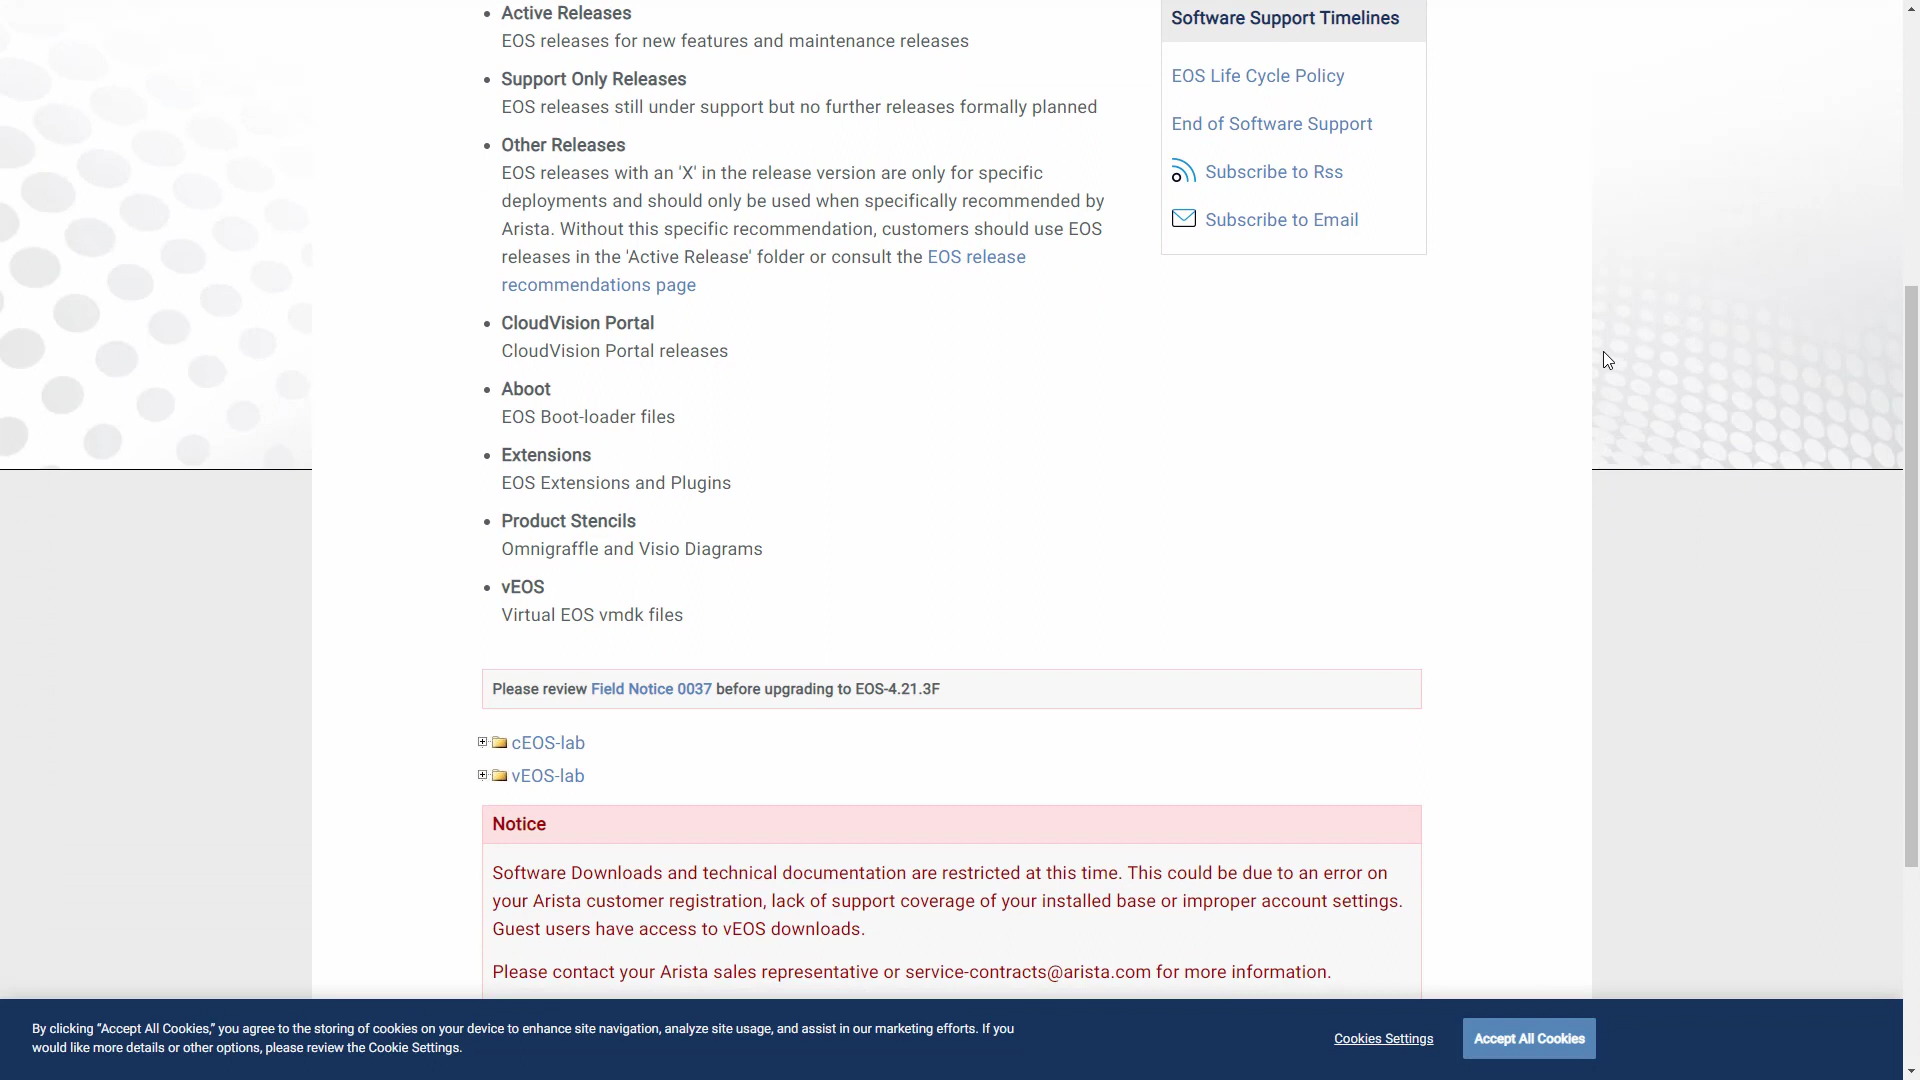 Active Releases
EOS releases for new features and maintenance releases
Support Only Releases
EOS releases still under support but no further releases formally planned
Other Releases
EOS releases with an 'X' in the release version are only for specific
deployments and should only be used when specifically recommended by
Arista. Without this specific recommendation, customers should use EOS
releases in the 'Active Release' folder or consult the EOS release
recommendations page
CloudVision Portal
CloudVision Portal releases
Aboot
EOS Boot-loader files
Extensions
EOS Extensions and Plugins
Product Stencils
Omnigraffle and Visio Diagrams
vEOS
Virtual EOS vmdk files
Software Support Timelines
EOS Life Cycle Policy
End of Software Support
Subscribe to Rss
Subscribe to Email
Please review Field Notice 0037 before upgrading to EOS-4.21.3F
cEOS-lab
vEOS-lab
Notice
Software Downloads and technical documentation are restricted at this time. This could be due to an error on
your Arista customer registration, lack of support coverage of your installed base or improper account settings.
Guest users have access to vEOS downloads.
Please contact your Arista sales representative or service-contracts@arista.com for more information.
By clicking “Accept All Cookies,” you agree to the storing of cookies on your device to enhance site navigation, analyze site usage, and assist in our marketing efforts. If you
would like more details or other options, please review the Cookie Settings.
Cookies Settings
Accept All Cookies